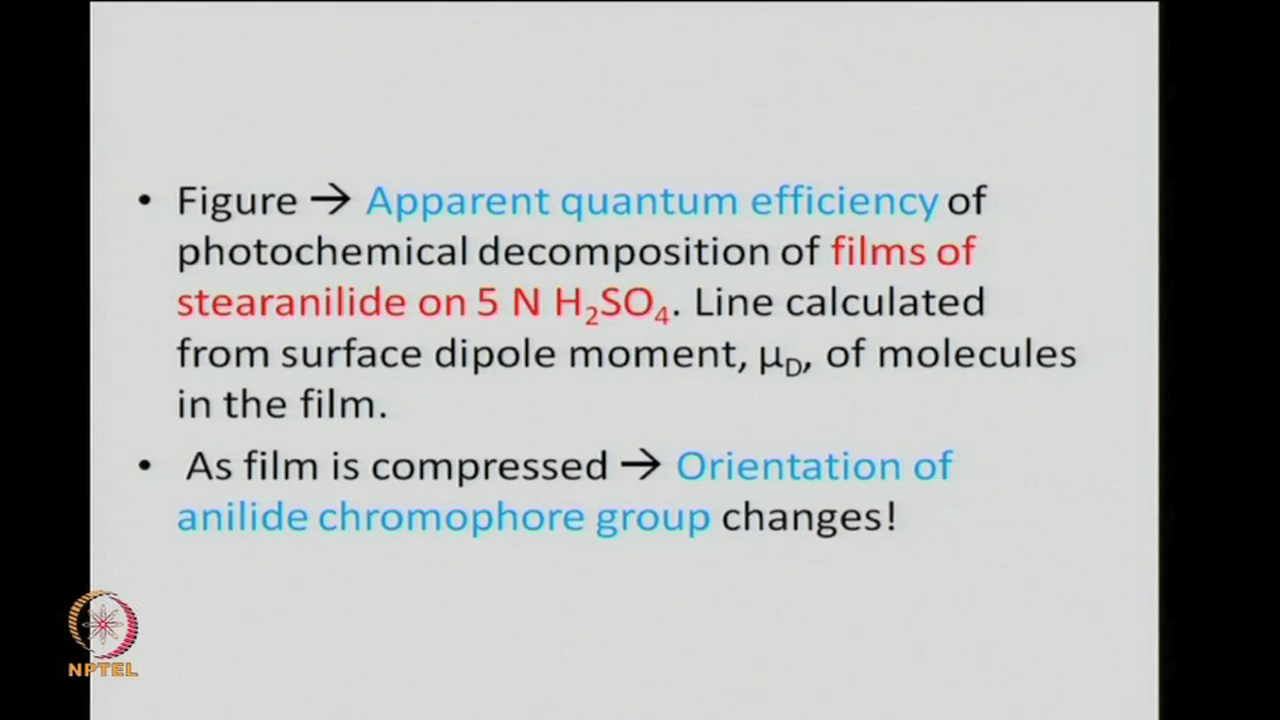 • Figure → Apparent quantum efficiency of
photochemical decomposition of films of
stearanilide on 5 N H₂SO₄. Line calculated
from surface dipole moment, μ_D, of molecules
in the film.
• As film is compressed → Orientation of
anilide chromophore group changes!
NPTEL